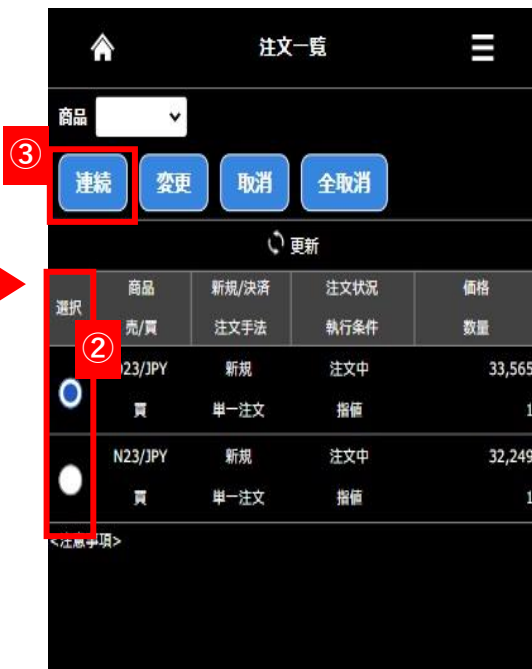 注文一覧
商品
③
連続 変更 取消 全取消
更新
選択 商品 新規/決済 注文状況 価格
売/買 注文手法 執行条件 数量
②
23/JPY 新規 注文中 33,565
買 単一注文 指値 1
N23/JPY 新規 注文中 32,249
買 単一注文 指値 1
<注意事項>